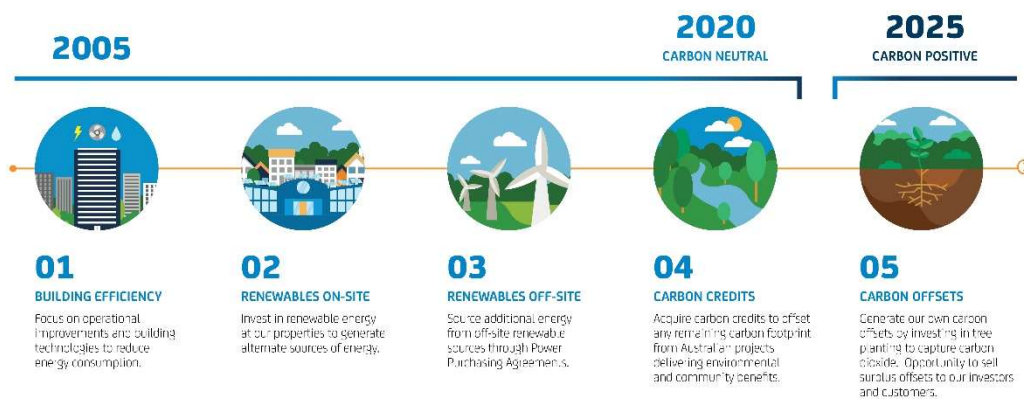 2005
2020
CARBON NEUTRAL
2025
CARBON POSITIVE
01
BUILDING EFFICIENCY
Focus on operational
improvements and building
technologies to reduce
energy consumption.
02
RENEWABLES ON-SITE
Invest in renewable energy
at our properties to generate
alternate sources of energy.
03
RENEWABLES OFF-SITE
Source additional energy
from off-site renewable
sources through Power
Purchasing Agreements.
04
CARBON CREDITS
Acquire carbon credits to offset
any remaining carbon footprint
from Australian projects
delivering environmental
and community benefits.
05
CARBON OFFSETS
Generate our own carbon
offsets by investing in tree
planting to capture carbon
dioxide. Opportunity to sell
surplus offsets to our investors
and customers.